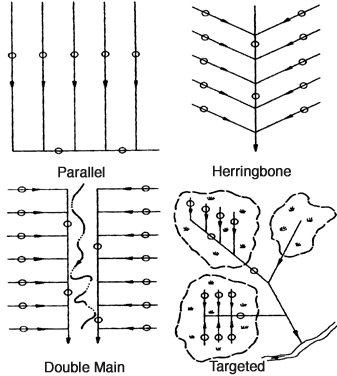 Parallel
Herringbone
Double Main
Targeted